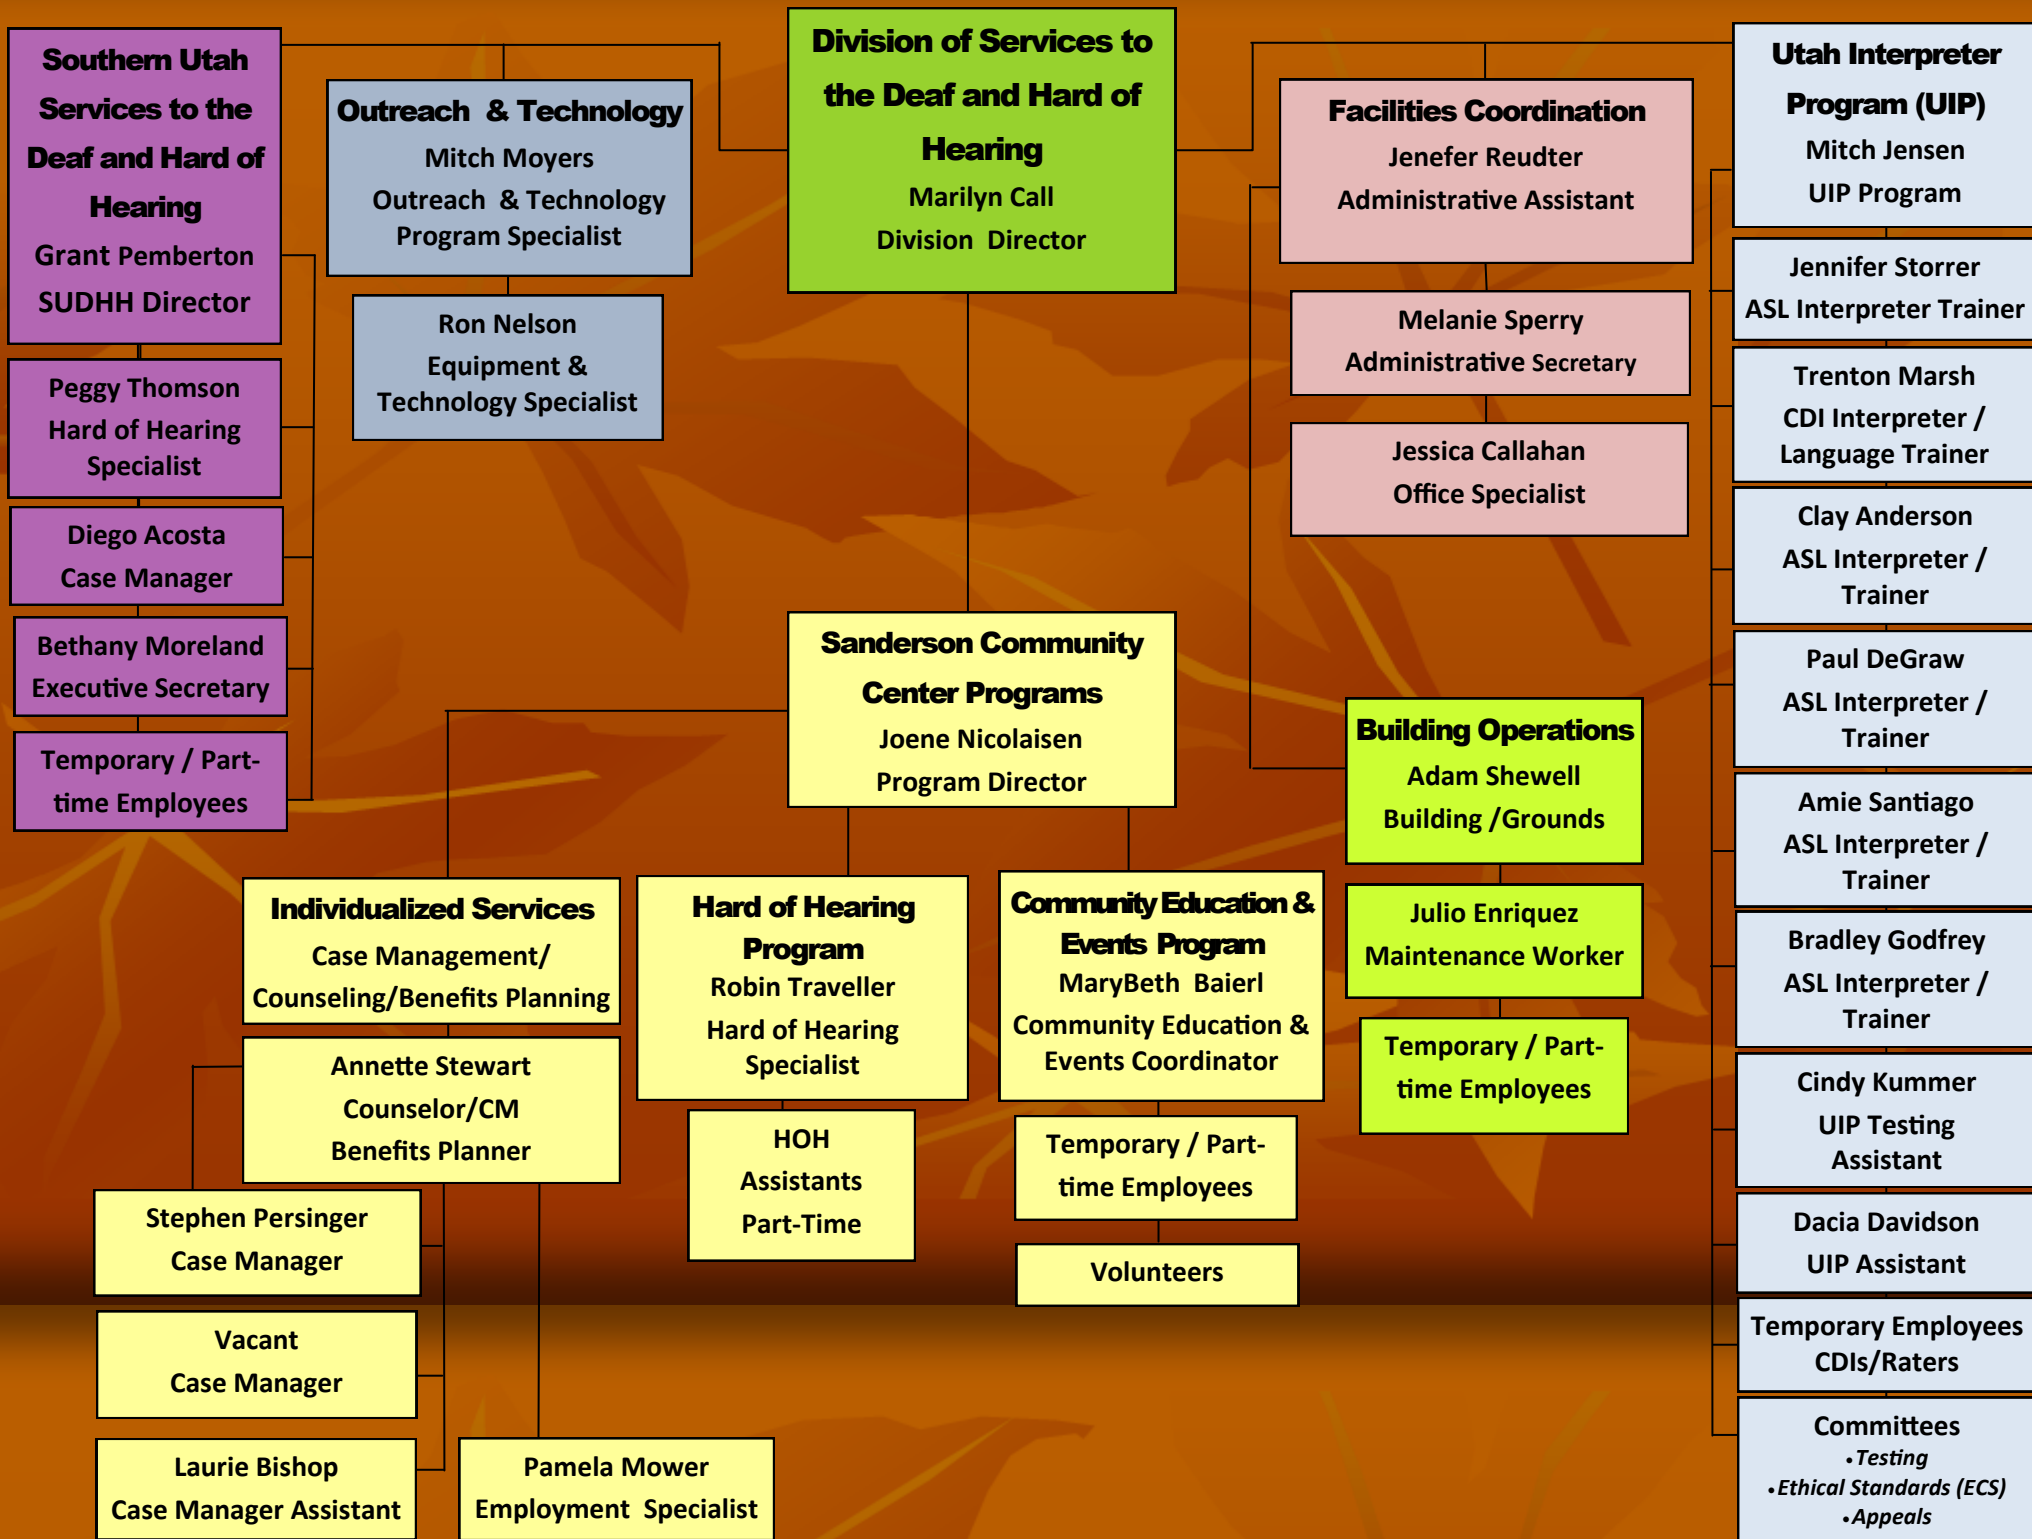 Southern Utah
Services to the
Deaf and Hard of
Hearing
Grant Pemberton
SUDHH Director
Peggy Thomson
Hard of Hearing
Specialist
Diego Acosta
Case Manager
Bethany Moreland
Executive Secretary
Temporary / Part-
time Employees
Outreach & Technology
Mitch Moyers
Outreach & Technology
Program Specialist
Ron Nelson
Equipment &
Technology Specialist
Division of Services to
the Deaf and Hard of
Hearing
Marilyn Call
Division Director
Facilities Coordination
Jenefer Reudter
Administrative Assistant
Melanie Sperry
Administrative Secretary
Jessica Callahan
Office Specialist
Utah Interpreter
Program (UIP)
Mitch Jensen
UIP Program
Jennifer Storrer
ASL Interpreter Trainer
Trenton Marsh
CDI Interpreter /
Language Trainer
Clay Anderson
ASL Interpreter /
Trainer
Paul DeGraw
ASL Interpreter /
Trainer
Amie Santiago
ASL Interpreter /
Trainer
Bradley Godfrey
ASL Interpreter /
Trainer
Cindy Kummer
UIP Testing
Assistant
Dacia Davidson
UIP Assistant
Temporary Employees
CDIs/Raters
Committees
•Testing
•Ethical Standards (ECS)
•Appeals
Sanderson Community
Center Programs
Joene Nicolaisen
Program Director
Building Operations
Adam Shewell
Building /Grounds
Julio Enriquez
Maintenance Worker
Temporary / Part-
time Employees
Individualized Services
Case Management/
Counseling/Benefits Planning
Annette Stewart
Counselor/CM
Benefits Planner
Stephen Persinger
Case Manager
Vacant
Case Manager
Laurie Bishop
Case Manager Assistant
Pamela Mower
Employment Specialist
Hard of Hearing
Program
Robin Traveller
Hard of Hearing
Specialist
HOH
Assistants
Part-Time
Community Education &
Events Program
MaryBeth Baierl
Community Education &
Events Coordinator
Temporary / Part-
time Employees
Volunteers